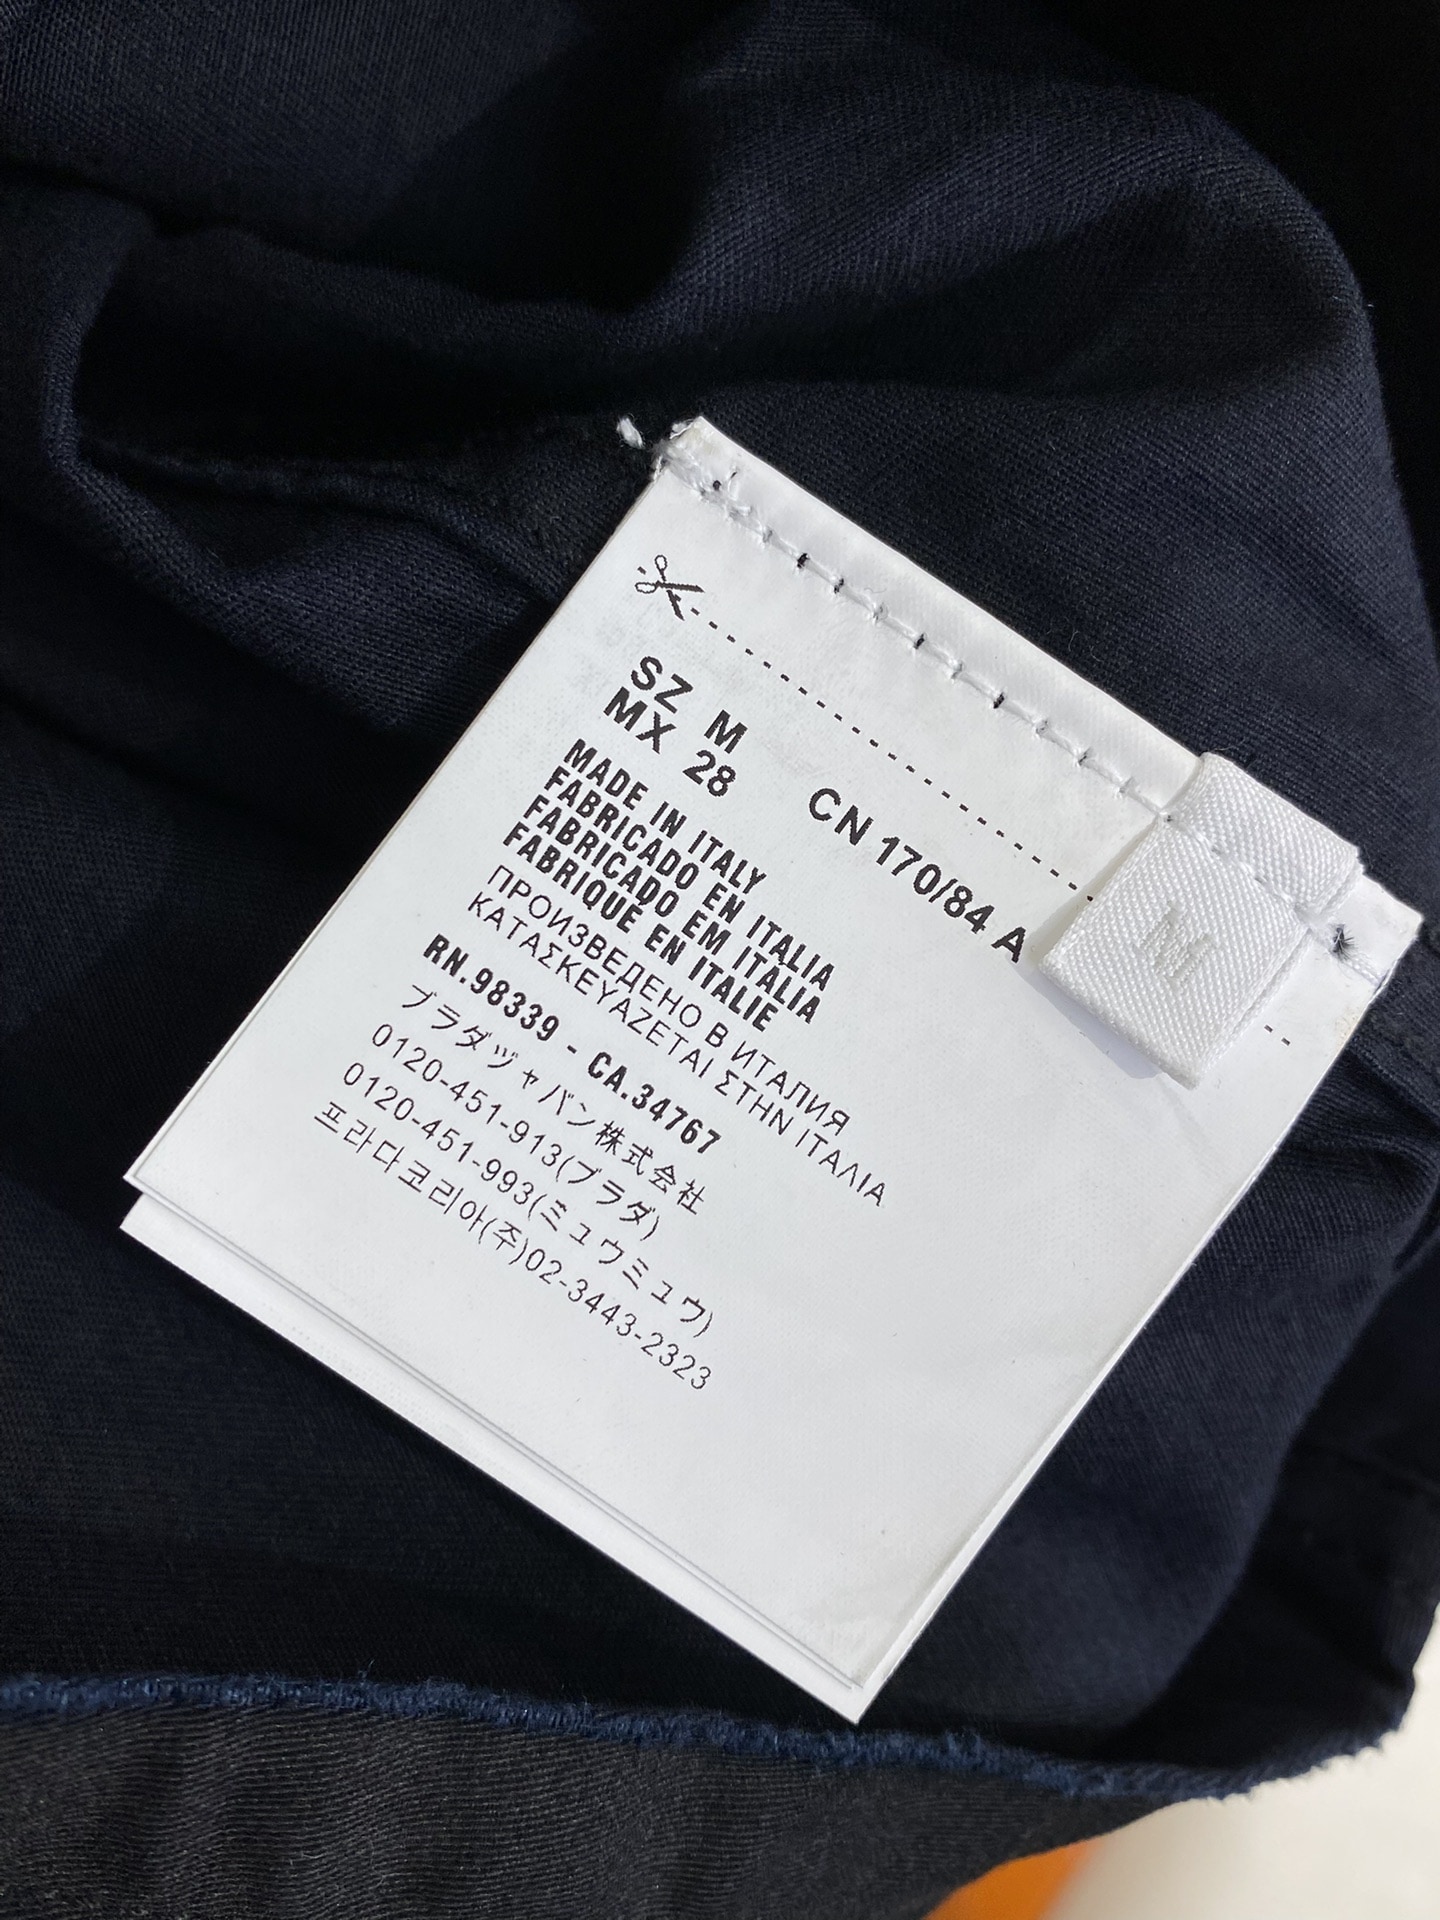 SZ M
MX 28 CN 170/84 A
MADE IN ITALY
FABRICADO EN ITALIA
FABRICADO EM ITALIA
FABRIQUÉ EN ITALIE
ПРОИЗВЕДЕНО В ИТАЛИЯ
ΚΑΤΑΣΚΕΥΑΖΕΤΑΙ ΣΤΗΝ ΙΤΑΛΙΑ
RN.98339 - CA.34767
プラダヅャバン株式会社
0120-451-913(プラダ)
0120-451-993(ミュウミュウ)
프라다코리아(주)02-3443-2323
M